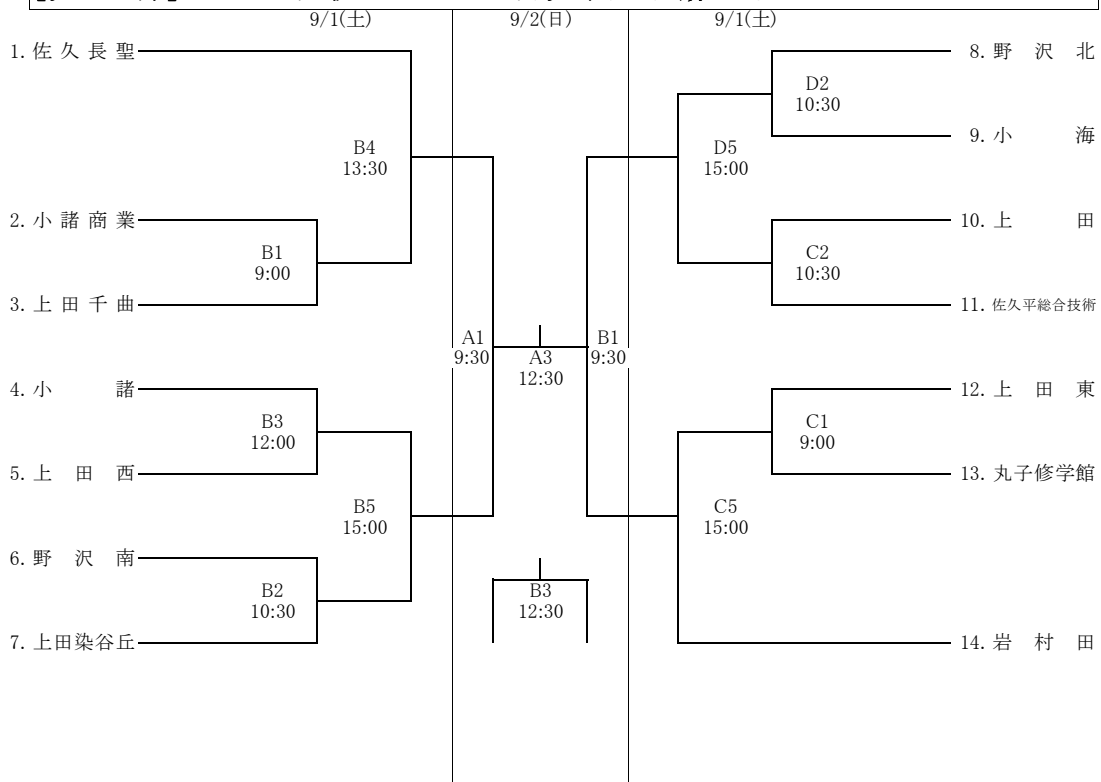 9/1(土) 9/2(日) 9/1(土)
1. 佐久長聖
2. 小諸商業
3. 上田千曲
4. 小諸
5. 上田西
6. 野沢南
7. 上田染谷丘
B4
13:30
B1
9:00
B3
12:00
B5
15:00
B2
10:30
A1
9:30
A3
12:30
B1
9:30
B3
12:30
D2
10:30
D5
15:00
C2
10:30
C1
9:00
C5
15:00
8. 野沢北
9. 小海
10. 上田
11. 佐久平総合技術
12. 上田東
13. 丸子修学館
14. 岩村田